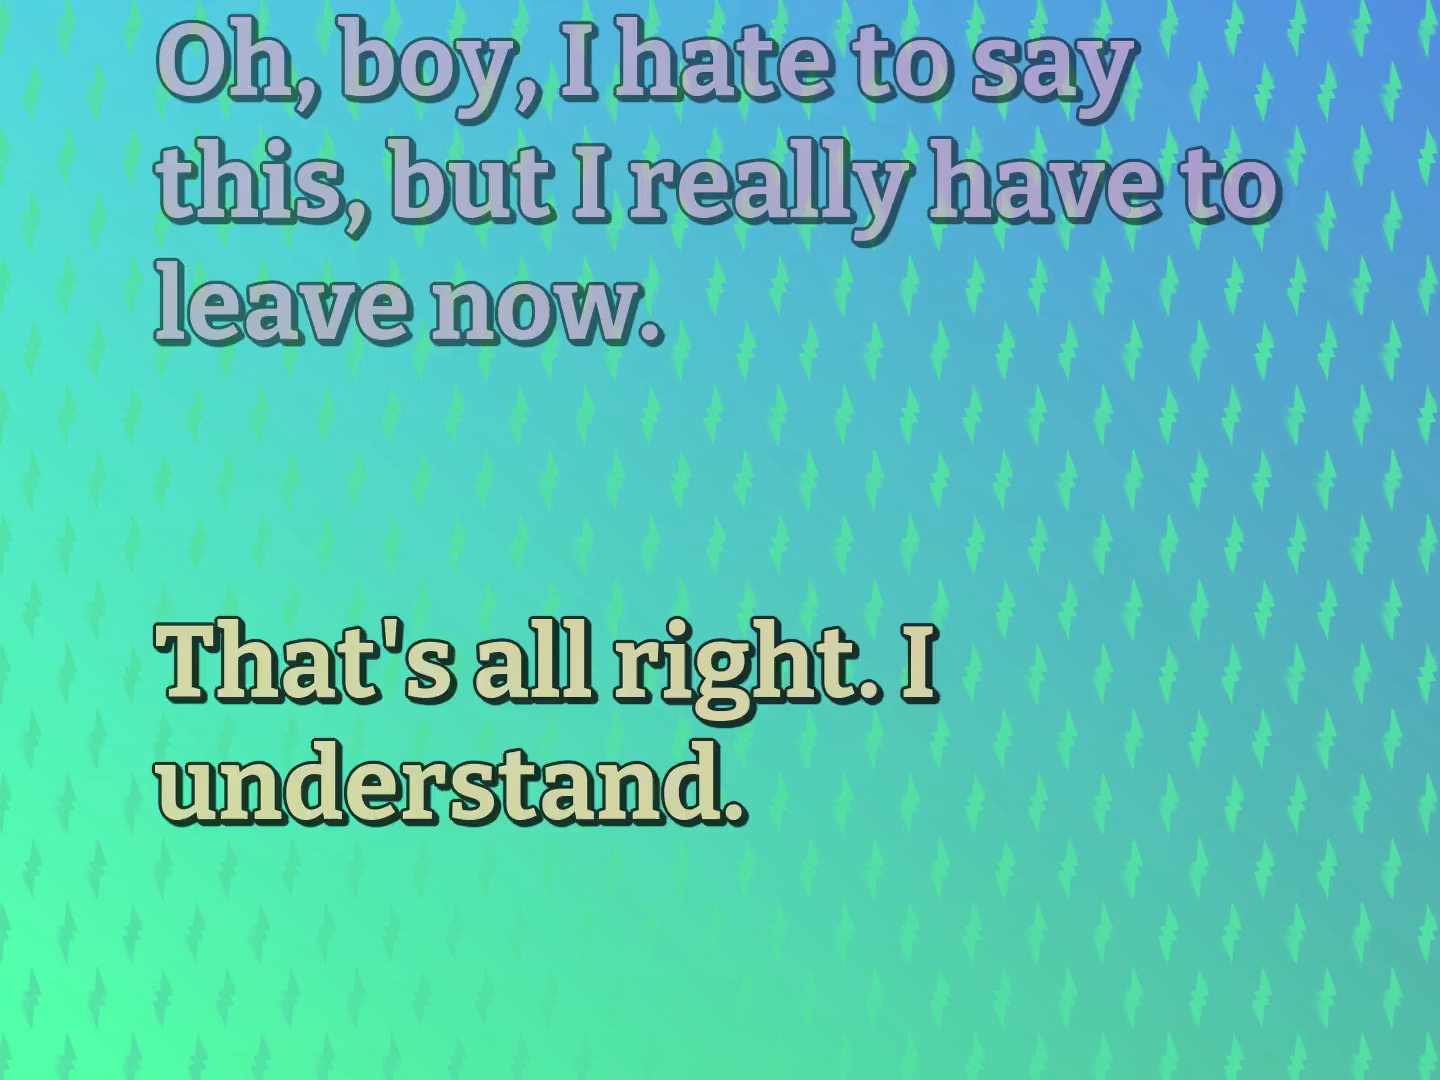 Oh, boy, I hate to say
this, but I really have to
leave now.
That's all right. I
understand.